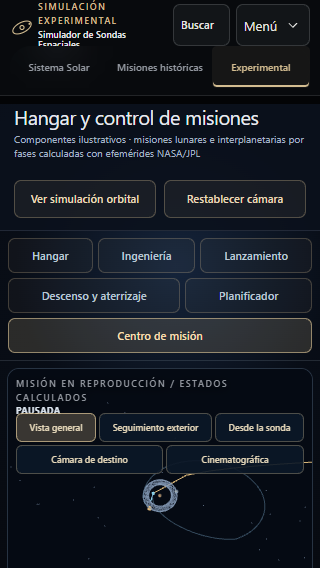 SIMULACIÓN
EXPERIMENTAL
Simulador de Sondas
Espaciales
Buscar
Menú
Sistema Solar
Misiones históricas
Experimental
Hangar y control de misiones
Componentes ilustrativos · misiones lunares e interplanetarias por
fases calculadas con efemérides NASA/JPL
Ver simulación orbital
Restablecer cámara
Hangar
Ingeniería
Lanzamiento
Descenso y aterrizaje
Planificador
Centro de misión
MISIÓN EN REPRODUCCIÓN / ESTADOS
CALCULADOS
PAUSADA
Vista general
Seguimiento exterior
Desde la sonda
Cámara de destino
Cinematográfica